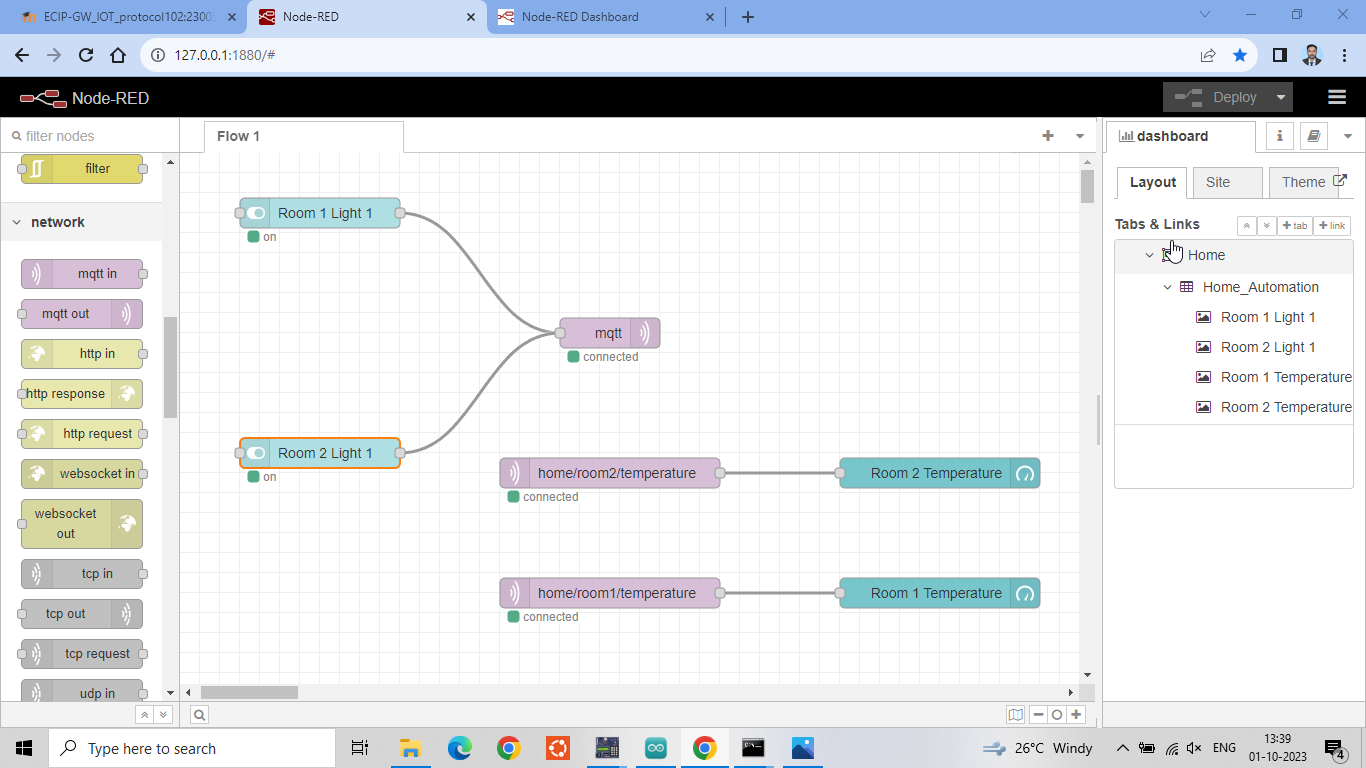 ECIP-GW_IOT_protocol102:2300
Node-RED
Node-RED Dashboard
127.0.0.1:1880/#
Node-RED
Deploy
filter nodes
Flow 1
dashboard
filter
network
mqtt in
mqtt out
http in
http response
http request
websocket in
websocket
out
tcp in
tcp out
tcp request
udp in
Room 1 Light 1
on
mqtt
connected
Room 2 Light 1
on
home/room2/temperature
connected
Room 2 Temperature
home/room1/temperature
connected
Room 1 Temperature
Layout
Site
Theme
Tabs & Links
tab
link
Home
Home_Automation
Room 1 Light 1
Room 2 Light 1
Room 1 Temperature
Room 2 Temperature
Type here to search
26°C Windy
ENG
13:39
01-10-2023
4